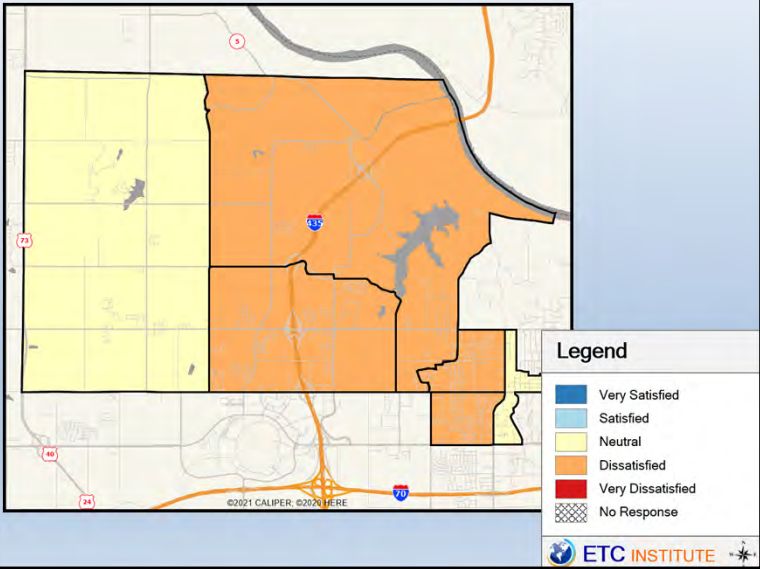 5
435
73
40
24
70
©2021 CALIPER; ©2020 HERE
Legend
Very Satisfied
Satisfied
Neutral
Dissatisfied
Very Dissatisfied
No Response
ETC INSTITUTE
N
W
E
S